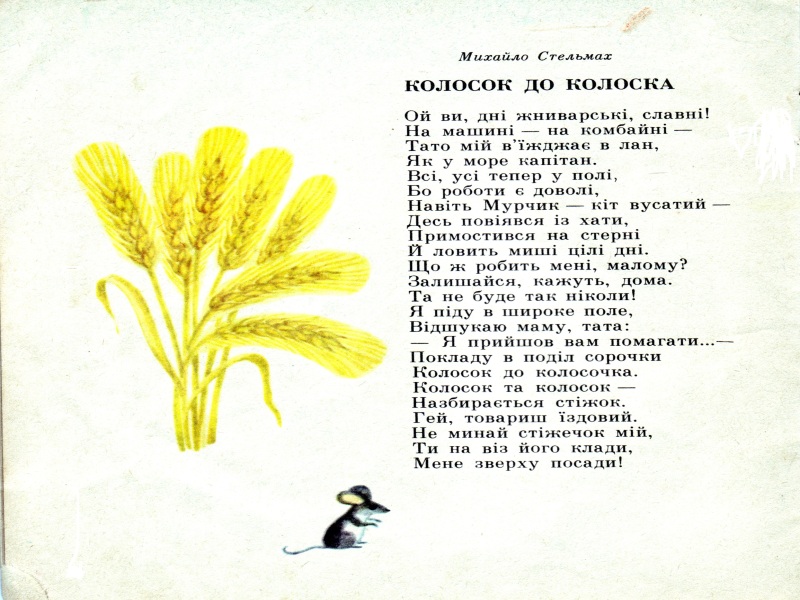 Михайло Стельмах
КОЛОСОК ДО КОЛОСКА
Ой ви, дні жниварські, славні!
На машині — на комбайні —
Тато мій в'їжджає в лан,
Як у море капітан.
Всі, усі тепер у полі,
Бо роботи є доволі,
Навіть Мурчик — кіт вусатий —
Десь повіявся із хати,
Примостився на стерні
Й ловить миші цілі дні.
Що ж робить мені, малому?
Залишайся, кажуть, дома.
Та не буде так ніколи!
Я піду в широке поле,
Відшукаю маму, тата:
— Я прийшов вам помагати...—
Покладу в поділ сорочки
Колосок до колосочка.
Колосок та колосок —
Назбирається стіжок.
Гей, товариш їздовий.
Не минай стіжечок мій,
Ти на віз його клади,
Мене зверху посади!